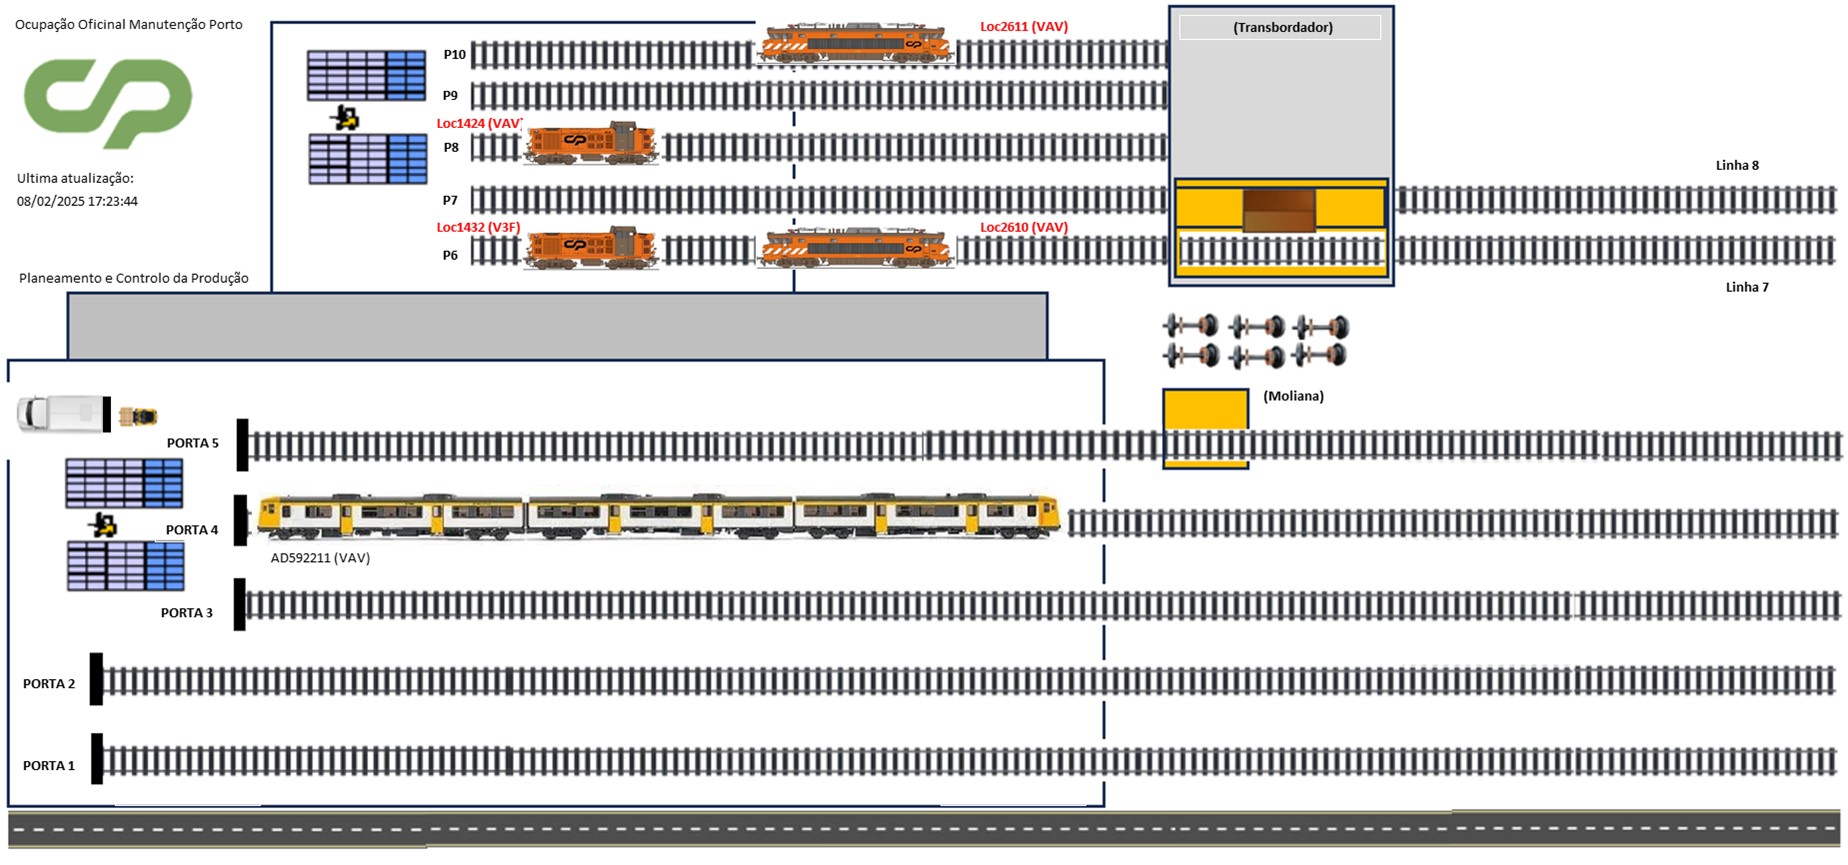 Ocupação Oficinal Manutenção Porto
Ultima atualização:
08/02/2025 17:23:44
Planeamento e Controlo da Produção
Loc2611 (VAV)
(Transbordador)
P10
P9
Loc1424 (VAV)
P8
P7
Linha 8
Loc1432 (V3F)
Loc2610 (VAV)
P6
Linha 7
(Moliana)
PORTA 5
PORTA 4
AD592211 (VAV)
PORTA 3
PORTA 2
PORTA 1